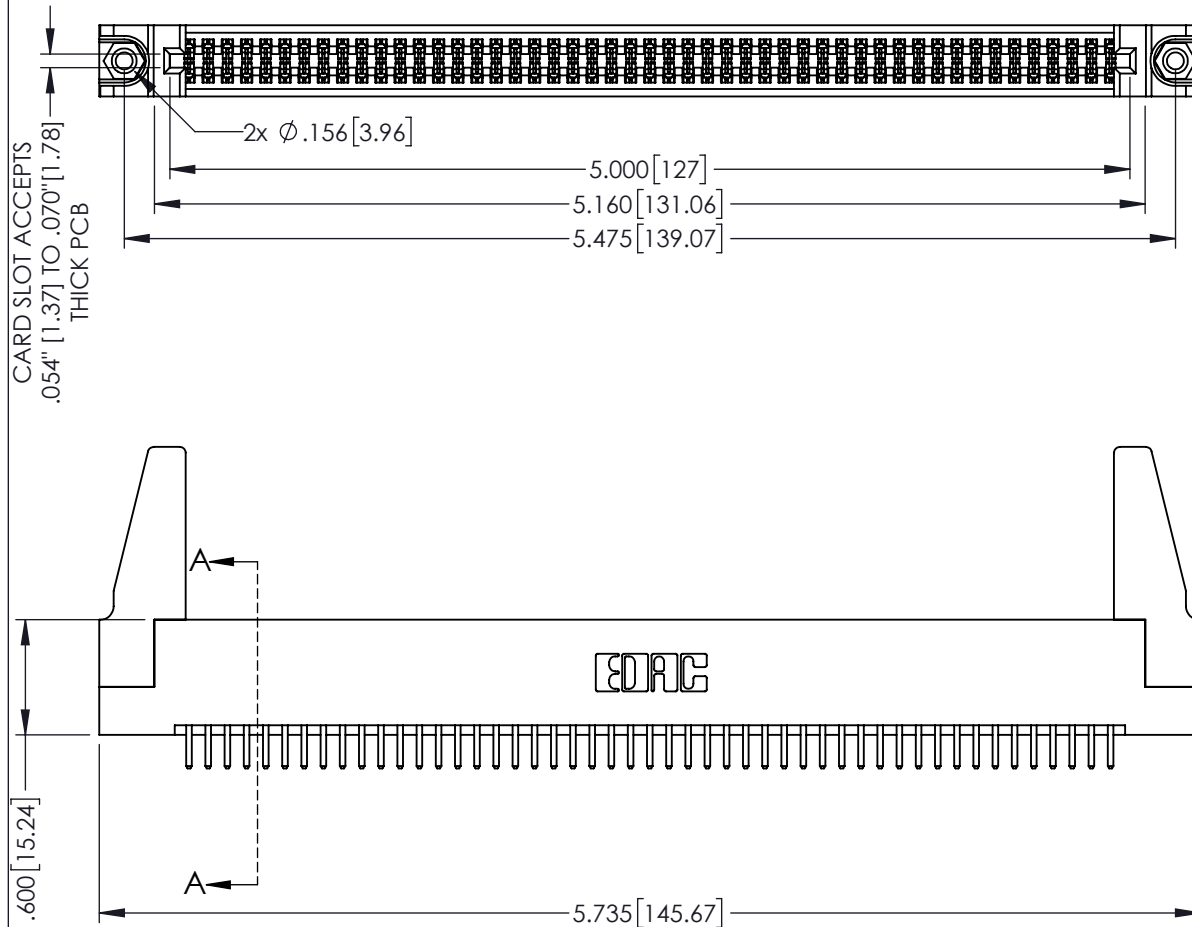 2x ∅ .156[3.96]
5.000[127]
5.160[131.06]
5.475[139.07]
CARD SLOT ACCEPTS
.054" [1.37] TO .070"[1.78]
THICK PCB
A
EDAC
.600[15.24]
A
5.735[145.67]